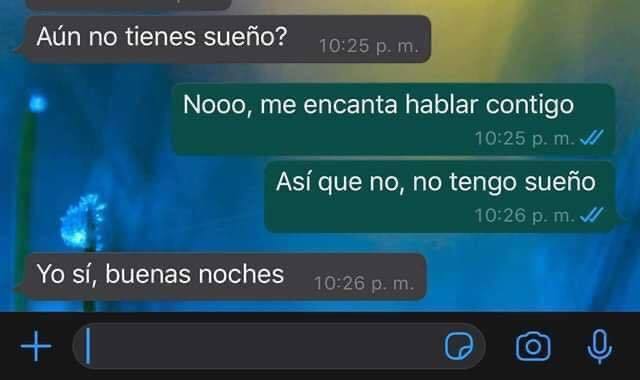 Aún no tienes sueño?
10:25 p. m.
Nooo, me encanta hablar contigo
10:25 p. m.
Así que no, no tengo sueño
10:26 p. m.
Yo sí, buenas noches
10:26 p. m.